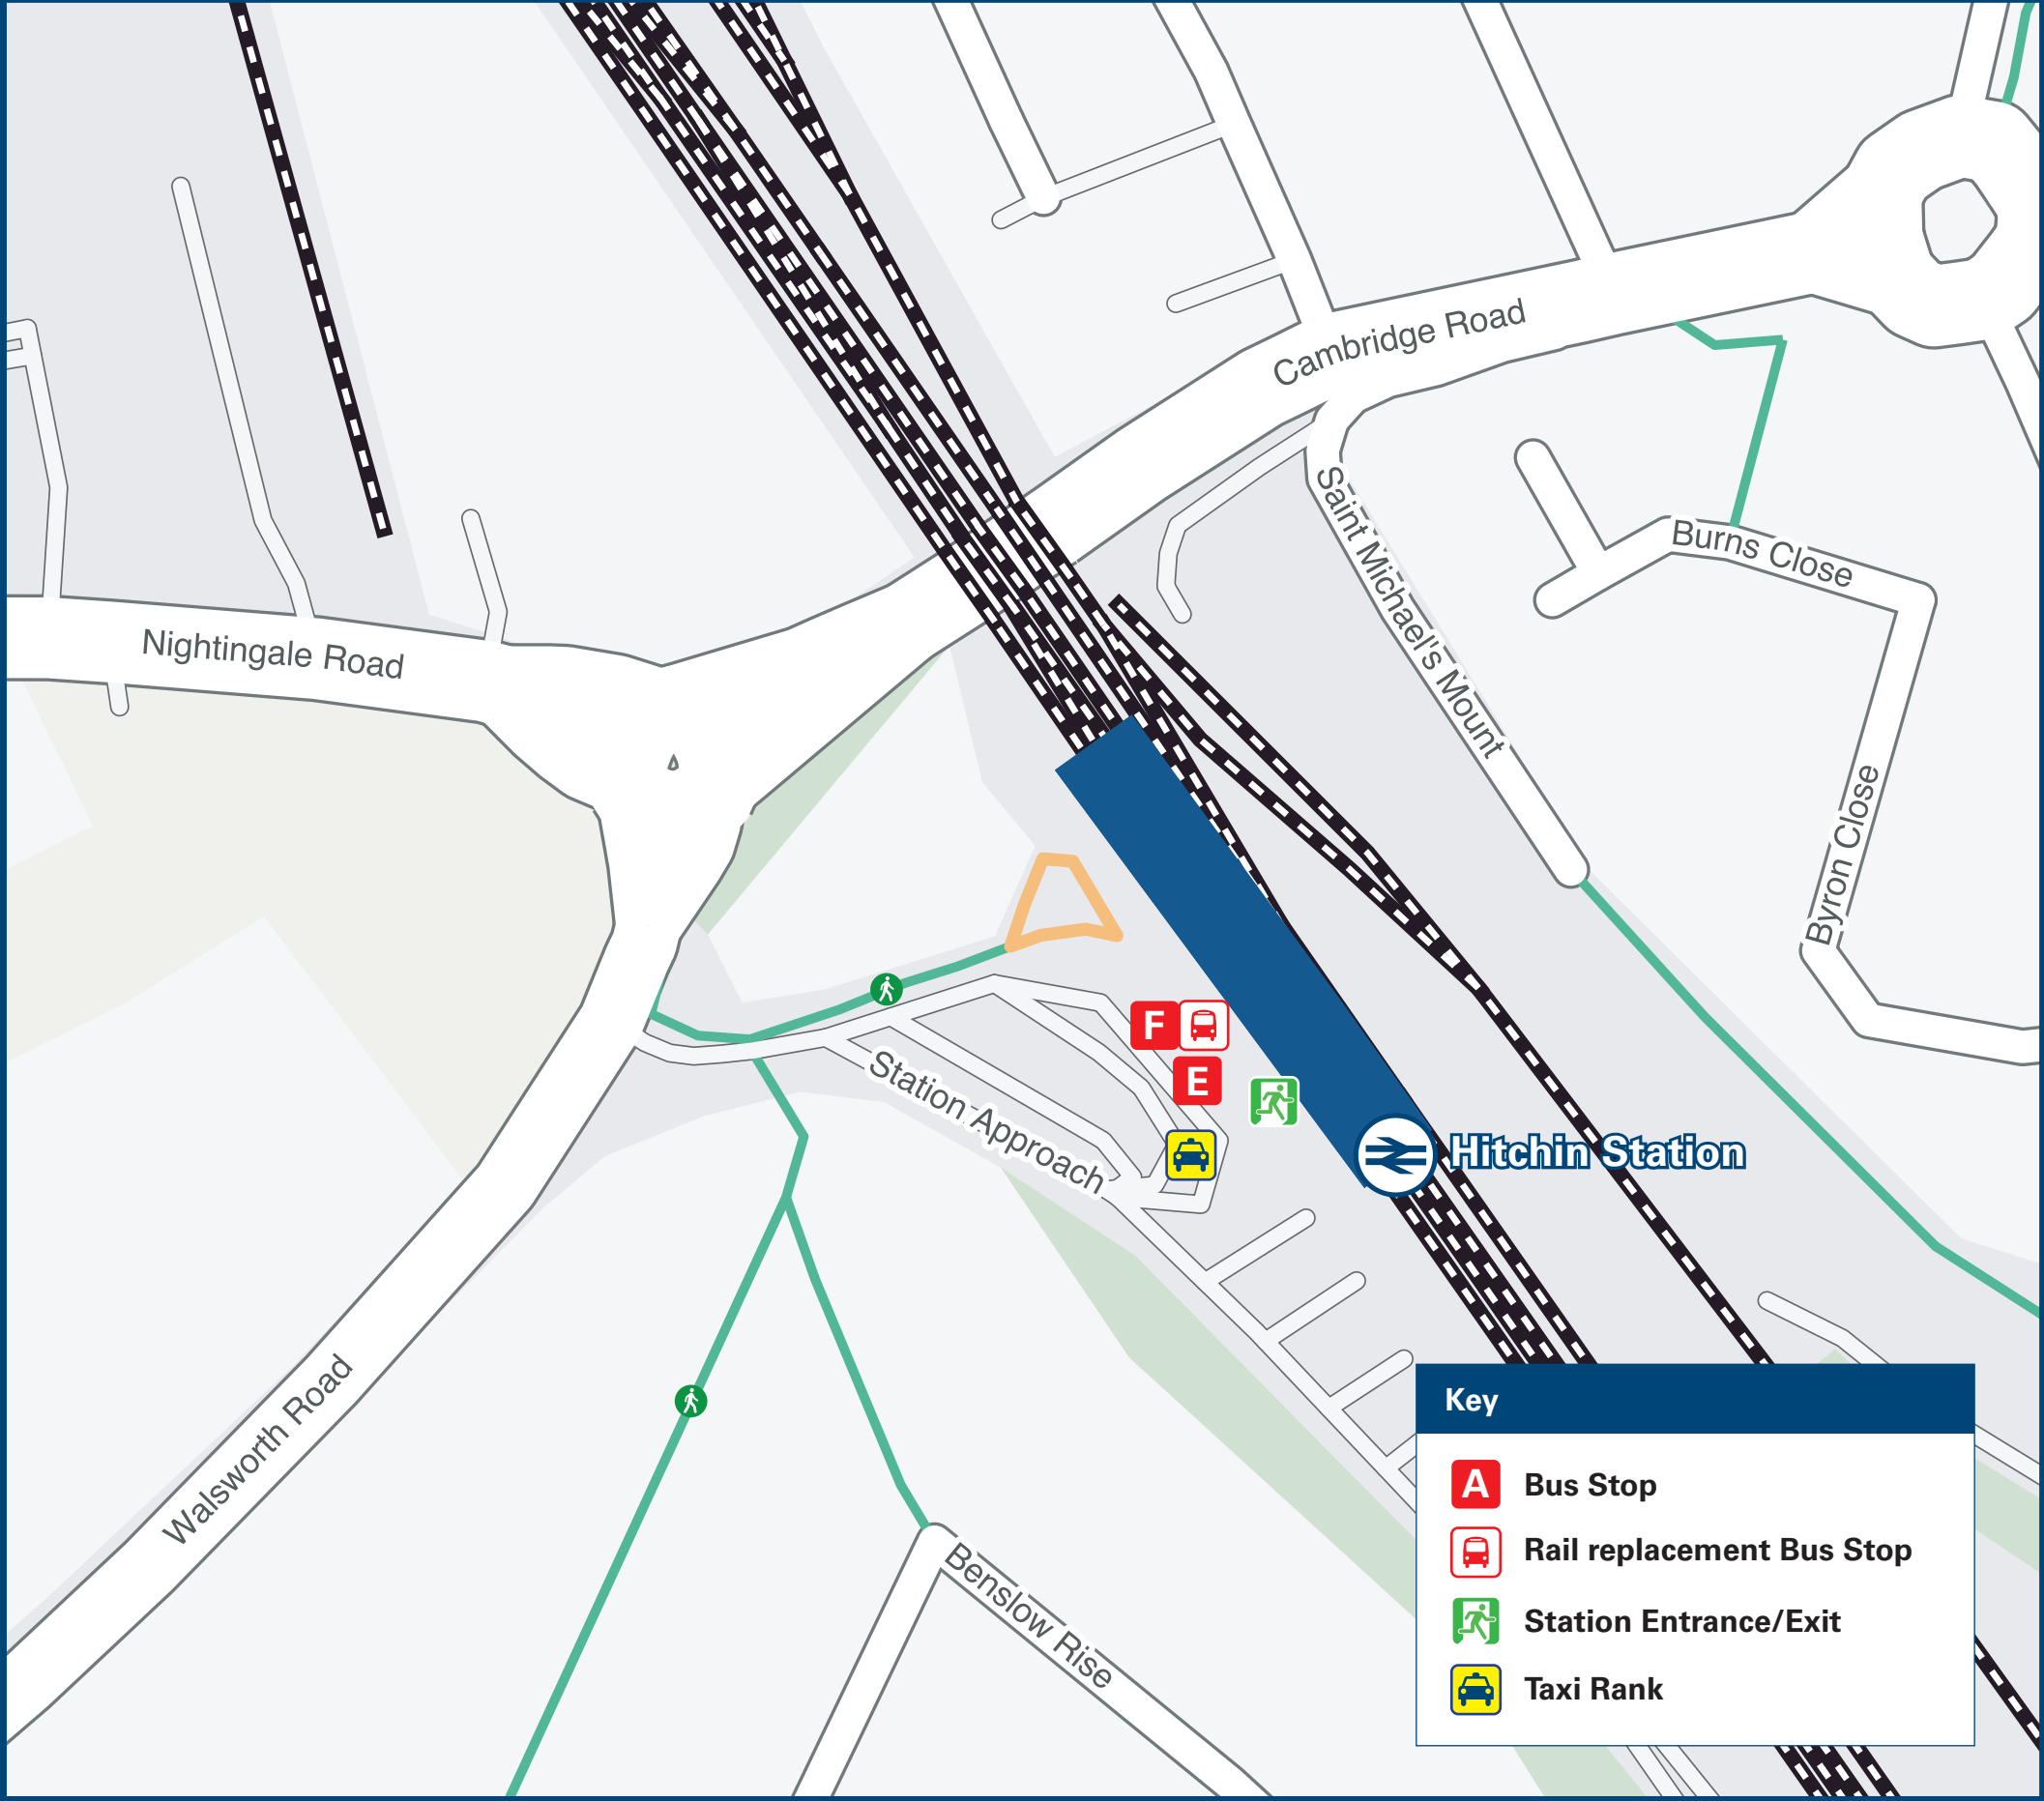 Cambridge Road
Saint Michael's Mount
Burns Close
Nightingale Road
Byron Close
F
E
Station Approach
Hitchin Station
Walsworth Road
Benslow Rise
Key
A Bus Stop
Rail replacement Bus Stop
Station Entrance/Exit
Taxi Rank